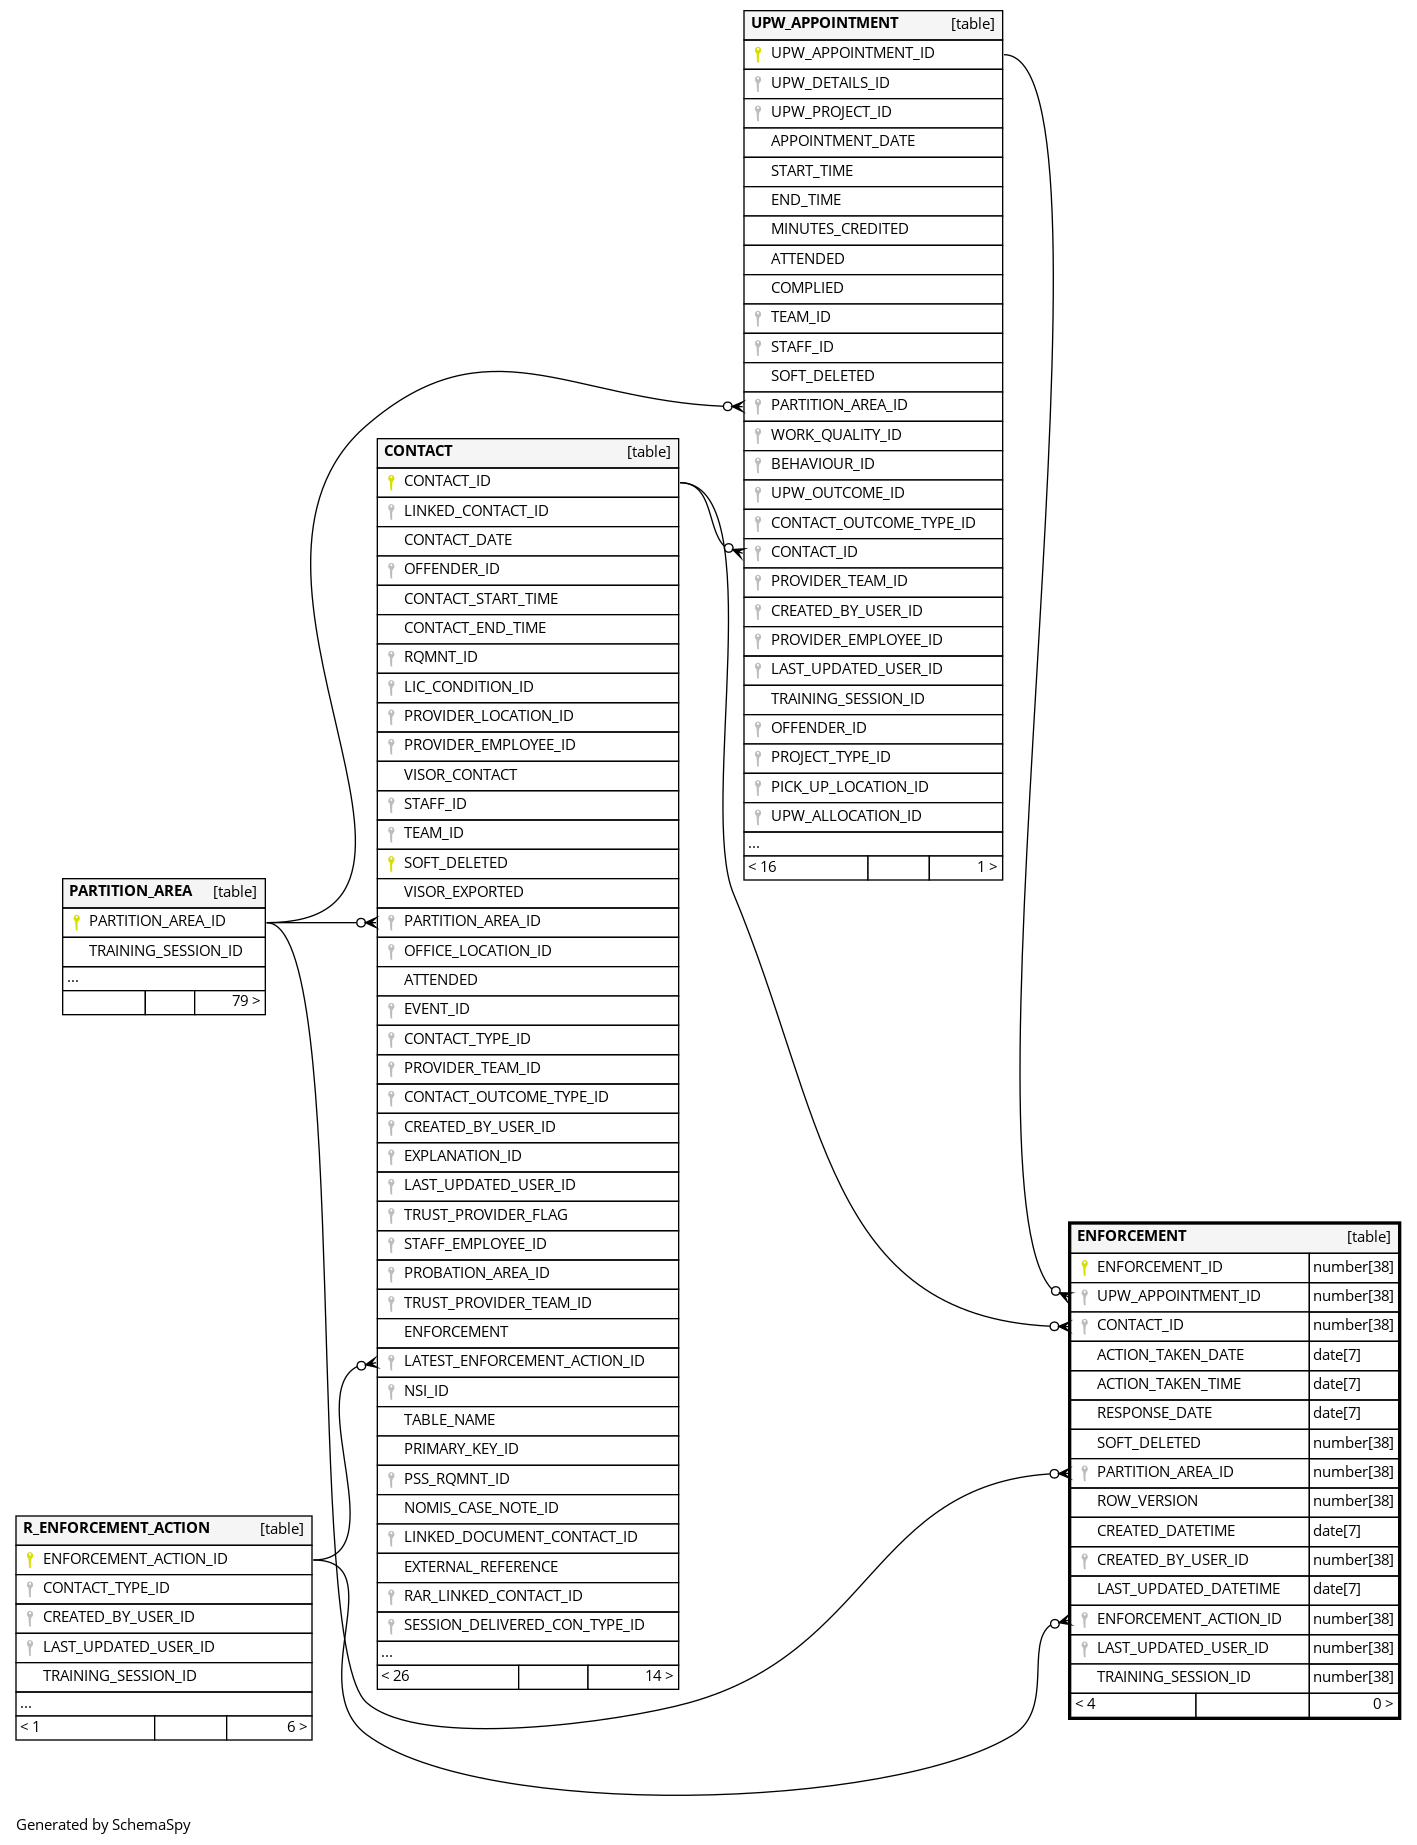 UPW_APPOINTMENT [table]
UPW_APPOINTMENT_ID
UPW_DETAILS_ID
UPW_PROJECT_ID
APPOINTMENT_DATE
START_TIME
END_TIME
MINUTES_CREDITED
ATTENDED
COMPLIED
TEAM_ID
STAFF_ID
SOFT_DELETED
PARTITION_AREA_ID
WORK_QUALITY_ID
BEHAVIOUR_ID
UPW_OUTCOME_ID
CONTACT_OUTCOME_TYPE_ID
CONTACT_ID
PROVIDER_TEAM_ID
CREATED_BY_USER_ID
PROVIDER_EMPLOYEE_ID
LAST_UPDATED_USER_ID
TRAINING_SESSION_ID
OFFENDER_ID
PROJECT_TYPE_ID
PICK_UP_LOCATION_ID
UPW_ALLOCATION_ID
...
< 16 1 >
CONTACT [table]
CONTACT_ID
LINKED_CONTACT_ID
CONTACT_DATE
OFFENDER_ID
CONTACT_START_TIME
CONTACT_END_TIME
RQMNT_ID
LIC_CONDITION_ID
PROVIDER_LOCATION_ID
PROVIDER_EMPLOYEE_ID
VISOR_CONTACT
STAFF_ID
TEAM_ID
SOFT_DELETED
VISOR_EXPORTED
PARTITION_AREA_ID
OFFICE_LOCATION_ID
ATTENDED
EVENT_ID
CONTACT_TYPE_ID
PROVIDER_TEAM_ID
CONTACT_OUTCOME_TYPE_ID
CREATED_BY_USER_ID
EXPLANATION_ID
LAST_UPDATED_USER_ID
TRUST_PROVIDER_FLAG
STAFF_EMPLOYEE_ID
PROBATION_AREA_ID
TRUST_PROVIDER_TEAM_ID
ENFORCEMENT
LATEST_ENFORCEMENT_ACTION_ID
NSI_ID
TABLE_NAME
PRIMARY_KEY_ID
PSS_RQMNT_ID
NOMIS_CASE_NOTE_ID
LINKED_DOCUMENT_CONTACT_ID
EXTERNAL_REFERENCE
RAR_LINKED_CONTACT_ID
SESSION_DELIVERED_CON_TYPE_ID
...
< 26 14 >
PARTITION_AREA [table]
PARTITION_AREA_ID
TRAINING_SESSION_ID
...
79 >
ENFORCEMENT [table]
ENFORCEMENT_ID number[38]
UPW_APPOINTMENT_ID number[38]
CONTACT_ID number[38]
ACTION_TAKEN_DATE date[7]
ACTION_TAKEN_TIME date[7]
RESPONSE_DATE date[7]
SOFT_DELETED number[38]
PARTITION_AREA_ID number[38]
ROW_VERSION number[38]
CREATED_DATETIME date[7]
CREATED_BY_USER_ID number[38]
LAST_UPDATED_DATETIME date[7]
ENFORCEMENT_ACTION_ID number[38]
LAST_UPDATED_USER_ID number[38]
TRAINING_SESSION_ID number[38]
< 4 0 >
R_ENFORCEMENT_ACTION [table]
ENFORCEMENT_ACTION_ID
CONTACT_TYPE_ID
CREATED_BY_USER_ID
LAST_UPDATED_USER_ID
TRAINING_SESSION_ID
...
< 1 6 >
Generated by SchemaSpy